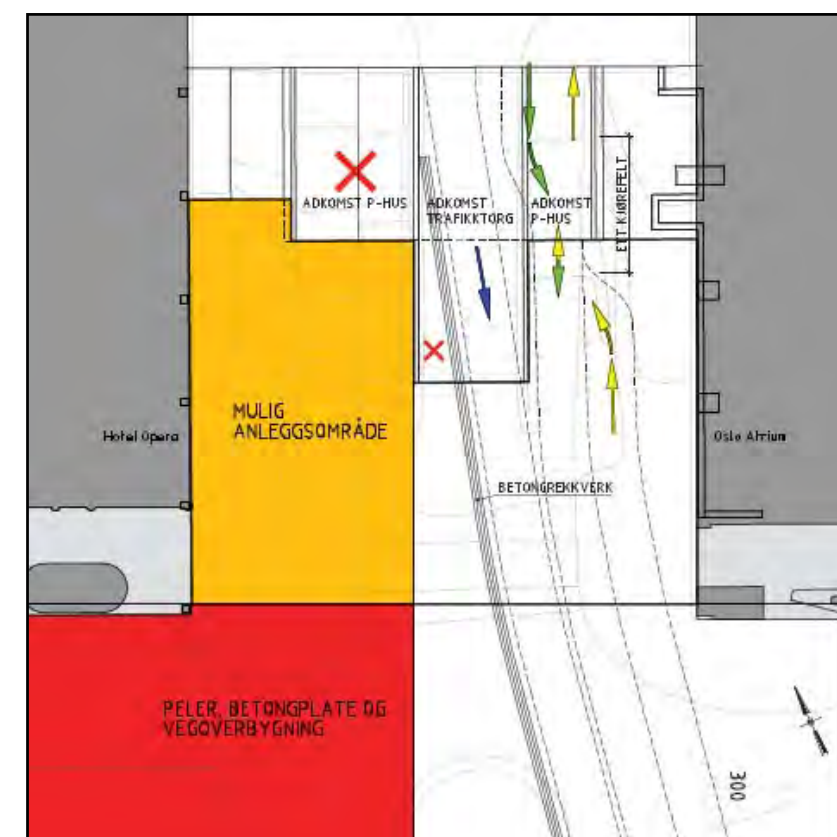 ADKOMST P-HUS
ADKOMST
TRAFIKKTORG
ADKOMST
P-HUS
ETT KJØREFELT
MULIG
ANLEGGSOMRÅDE
Hotel Opera
Oslo Atrium
BETONGREKKVERK
PELER, BETONGPLATE OG
VEGOVERBYGNING
300